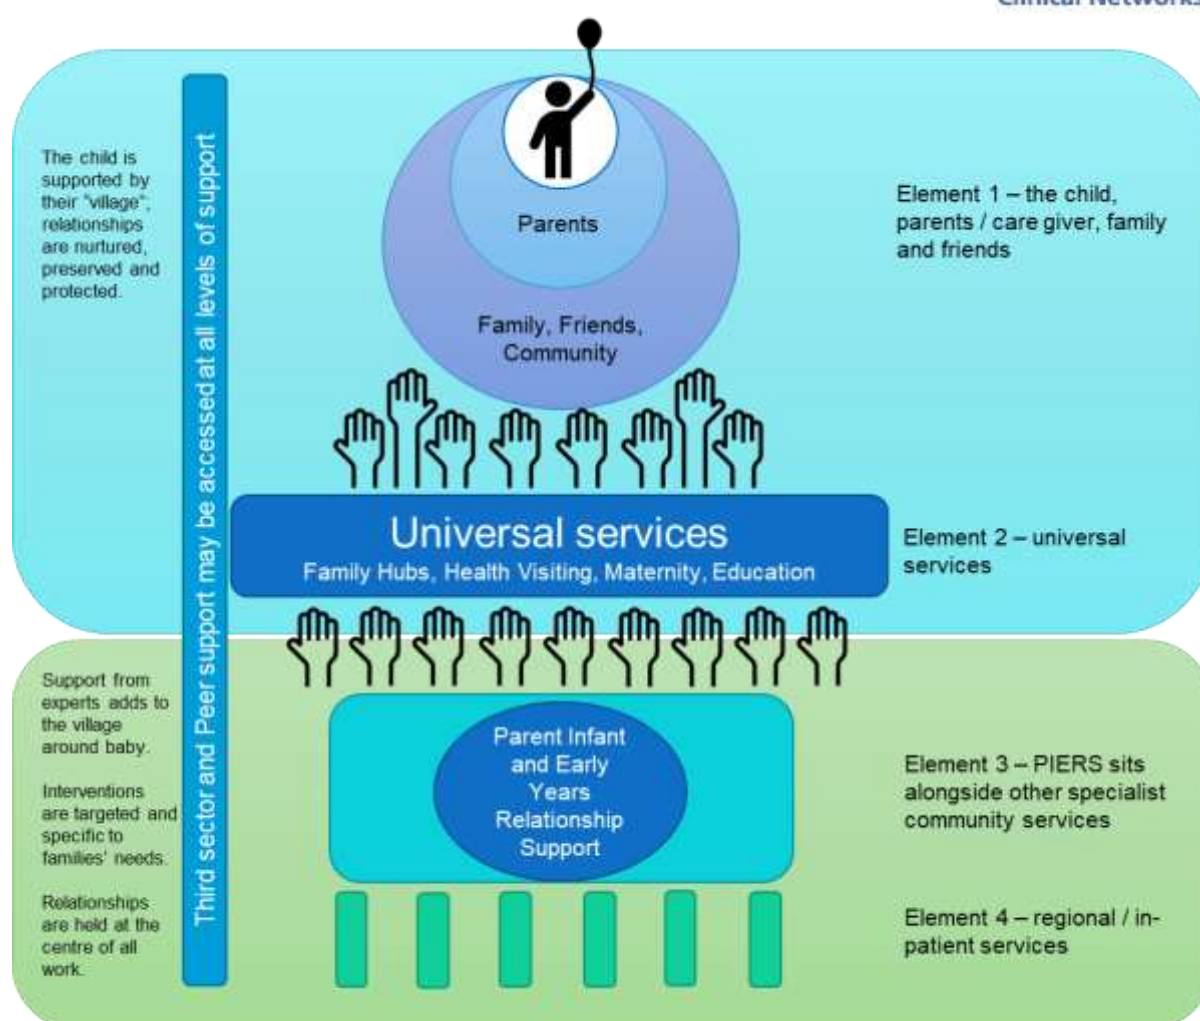 Clinical Networks
The child is
supported by
their "village";
relationships
are nurtured,
preserved and
protected.
Third sector and Peer support may be accessed at all levels of support
Parents
Family, Friends,
Community
Element 1 – the child,
parents / care giver, family
and friends
Universal services
Family Hubs, Health Visiting, Maternity, Education
Element 2 – universal
services
Support from
experts adds to
the village
around baby.
Interventions
are targeted and
specific to
families' needs.
Relationships
are held at the
centre of all
work.
Parent Infant
and Early
Years
Relationship
Support
Element 3 – PIERS sits
alongside other specialist
community services
Element 4 – regional / in-
patient services